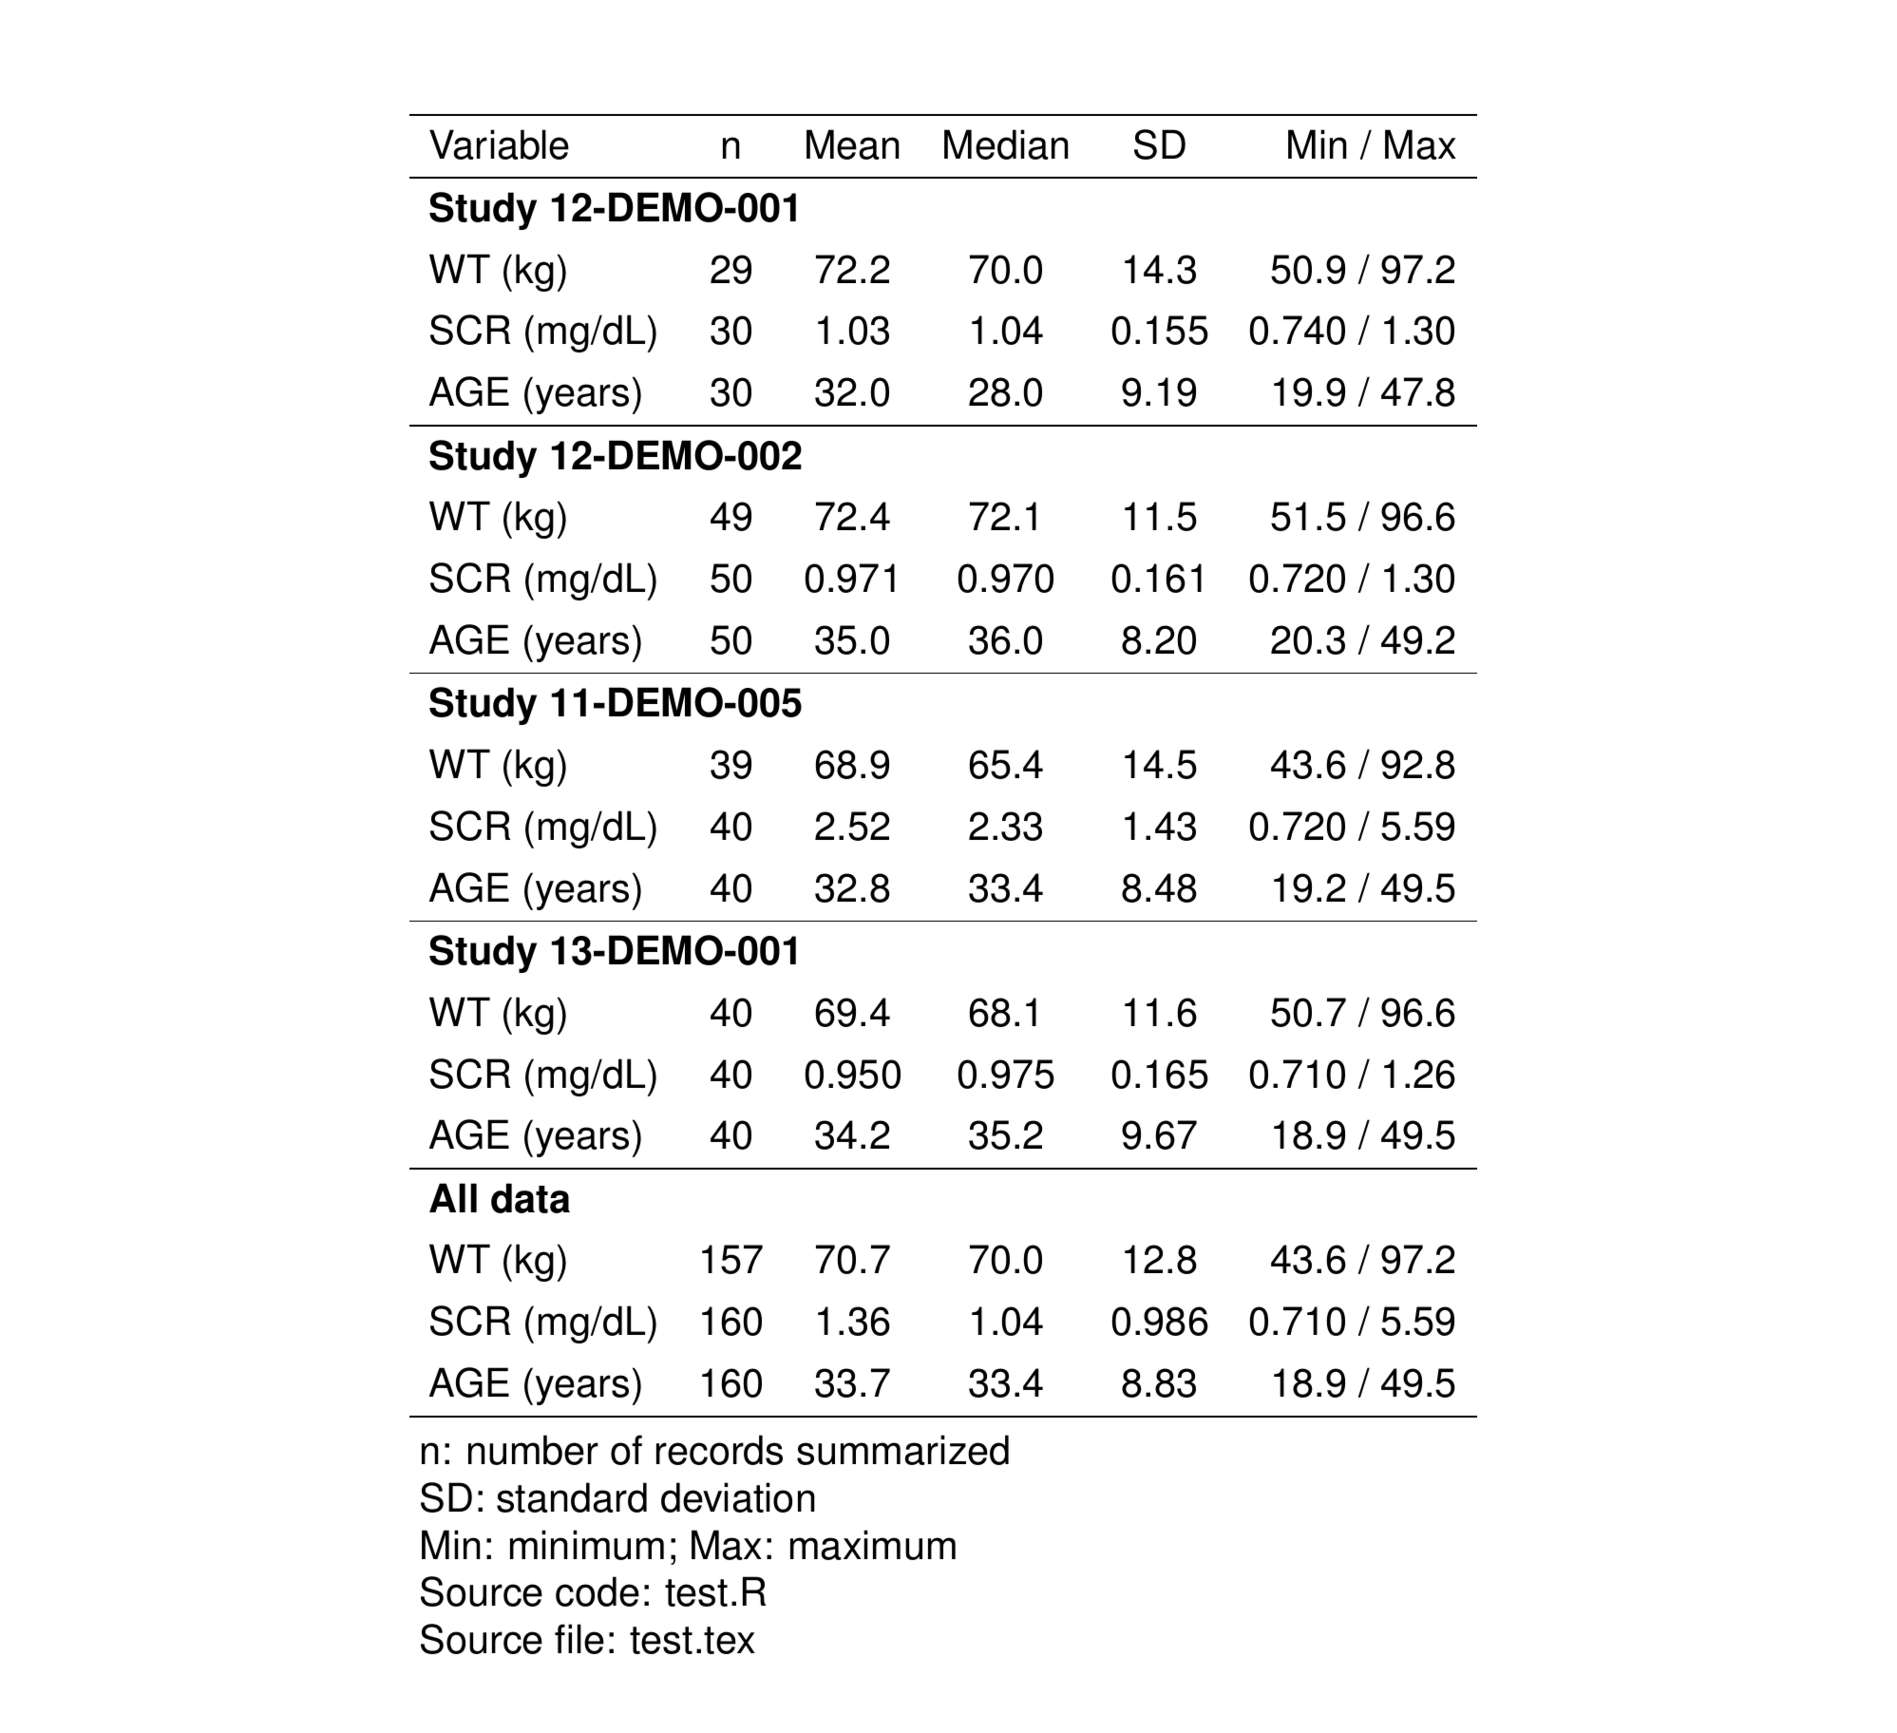 Variable n Mean Median SD Min / Max
Study 12-DEMO-001
WT (kg) 29 72.2 70.0 14.3 50.9 / 97.2
SCR (mg/dL) 30 1.03 1.04 0.155 0.740 / 1.30
AGE (years) 30 32.0 28.0 9.19 19.9 / 47.8
Study 12-DEMO-002
WT (kg) 49 72.4 72.1 11.5 51.5 / 96.6
SCR (mg/dL) 50 0.971 0.970 0.161 0.720 / 1.30
AGE (years) 50 35.0 36.0 8.20 20.3 / 49.2
Study 11-DEMO-005
WT (kg) 39 68.9 65.4 14.5 43.6 / 92.8
SCR (mg/dL) 40 2.52 2.33 1.43 0.720 / 5.59
AGE (years) 40 32.8 33.4 8.48 19.2 / 49.5
Study 13-DEMO-001
WT (kg) 40 69.4 68.1 11.6 50.7 / 96.6
SCR (mg/dL) 40 0.950 0.975 0.165 0.710 / 1.26
AGE (years) 40 34.2 35.2 9.67 18.9 / 49.5
All data
WT (kg) 157 70.7 70.0 12.8 43.6 / 97.2
SCR (mg/dL) 160 1.36 1.04 0.986 0.710 / 5.59
AGE (years) 160 33.7 33.4 8.83 18.9 / 49.5
n: number of records summarized
SD: standard deviation
Min: minimum; Max: maximum
Source code: test.R
Source file: test.tex